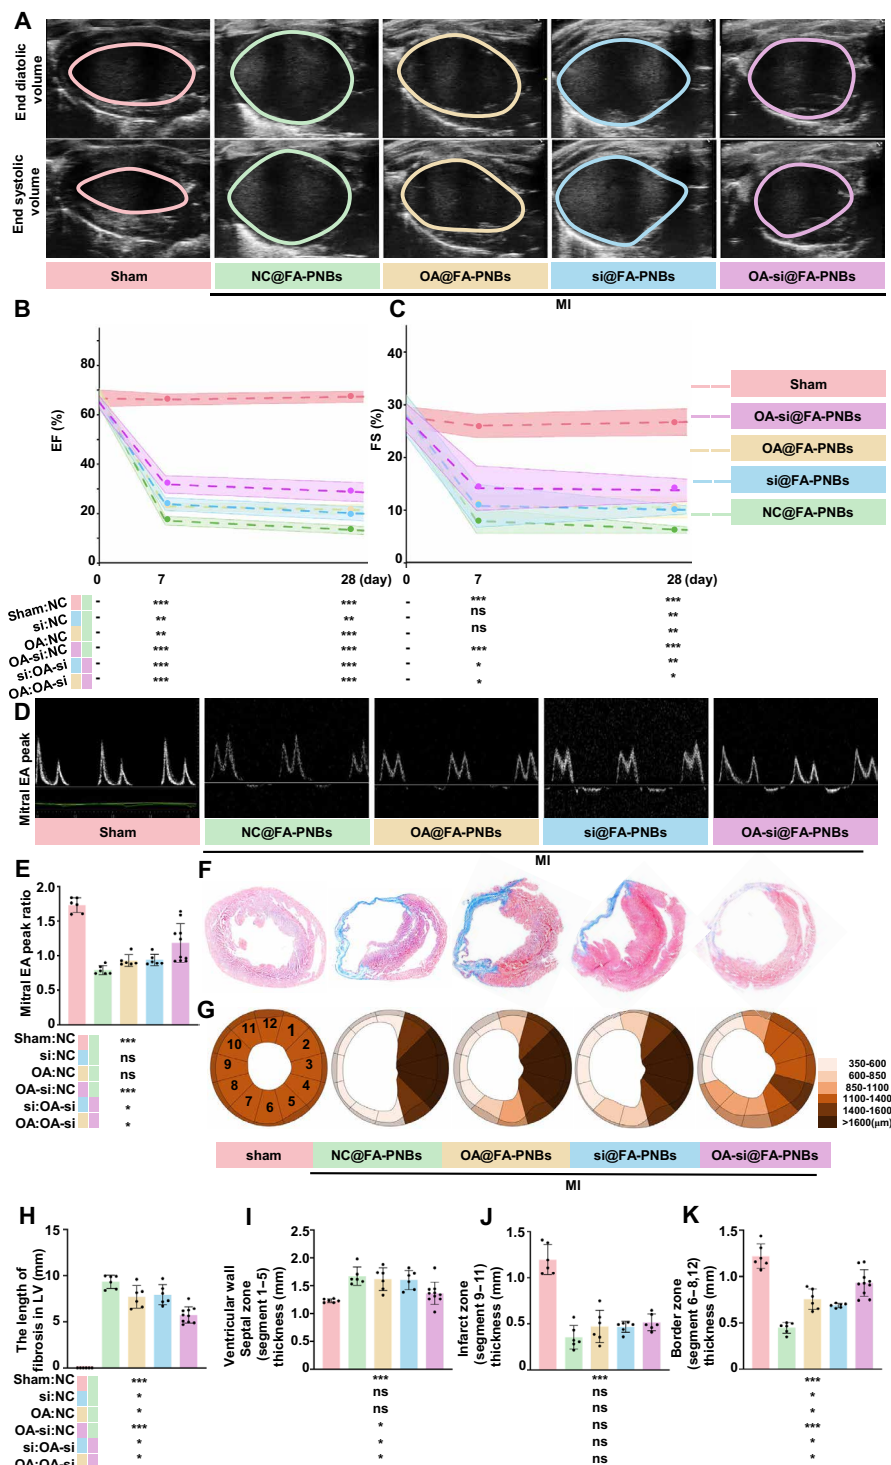 A
End diatolic
volume
End systolic
volume
Sham
NC@FA-PNBs
OA@FA-PNBs
si@FA-PNBs
OA-si@FA-PNBs
MI
B
EF (%)
80
60
40
20
0
0
7
28 (day)
C
FS (%)
40
30
20
10
0
0
7
28 (day)
Sham
OA-si@FA-PNBs
OA@FA-PNBs
si@FA-PNBs
NC@FA-PNBs
Sham:NC - *** *** - *** ***
si:NC - ** ** - ns **
OA:NC - ** *** - ns **
OA-si:NC - *** *** - *** ***
si:OA-si - *** *** - * **
OA:OA-si - *** *** - * *
D
Mitral EA peak
Sham
NC@FA-PNBs
OA@FA-PNBs
si@FA-PNBs
OA-si@FA-PNBs
MI
E
Mitral EA peak ratio
2.0
1.5
1.0
0.5
0
Sham:NC ***
si:NC ns
OA:NC ns
OA-si:NC ***
si:OA-si *
OA:OA-si *
F
G
12
1
2
3
4
5
6
7
8
9
10
11
350-600
600-850
850-1100
1100-1400
1400-1600
>1600(μm)
sham
NC@FA-PNBs
OA@FA-PNBs
si@FA-PNBs
OA-si@FA-PNBs
MI
H
The length of
fibrosis in LV (mm)
15
10
5
0
I
Ventricular wall
Septal zone
(segment 1–5)
thickness (mm)
2.5
2.0
1.5
1.0
0.5
0
J
Infarct zone
(segment 9–11)
thickness (mm)
1.5
1.0
0.5
0
K
Border zone
(segment 6–8,12)
thickness (mm)
1.5
1.0
0.5
0
Sham:NC *** *** *** ***
si:NC * ns ns *
OA:NC * ns ns *
OA-si:NC *** * ns ***
si:OA-si * * ns *
OA:OA-si * * ns *